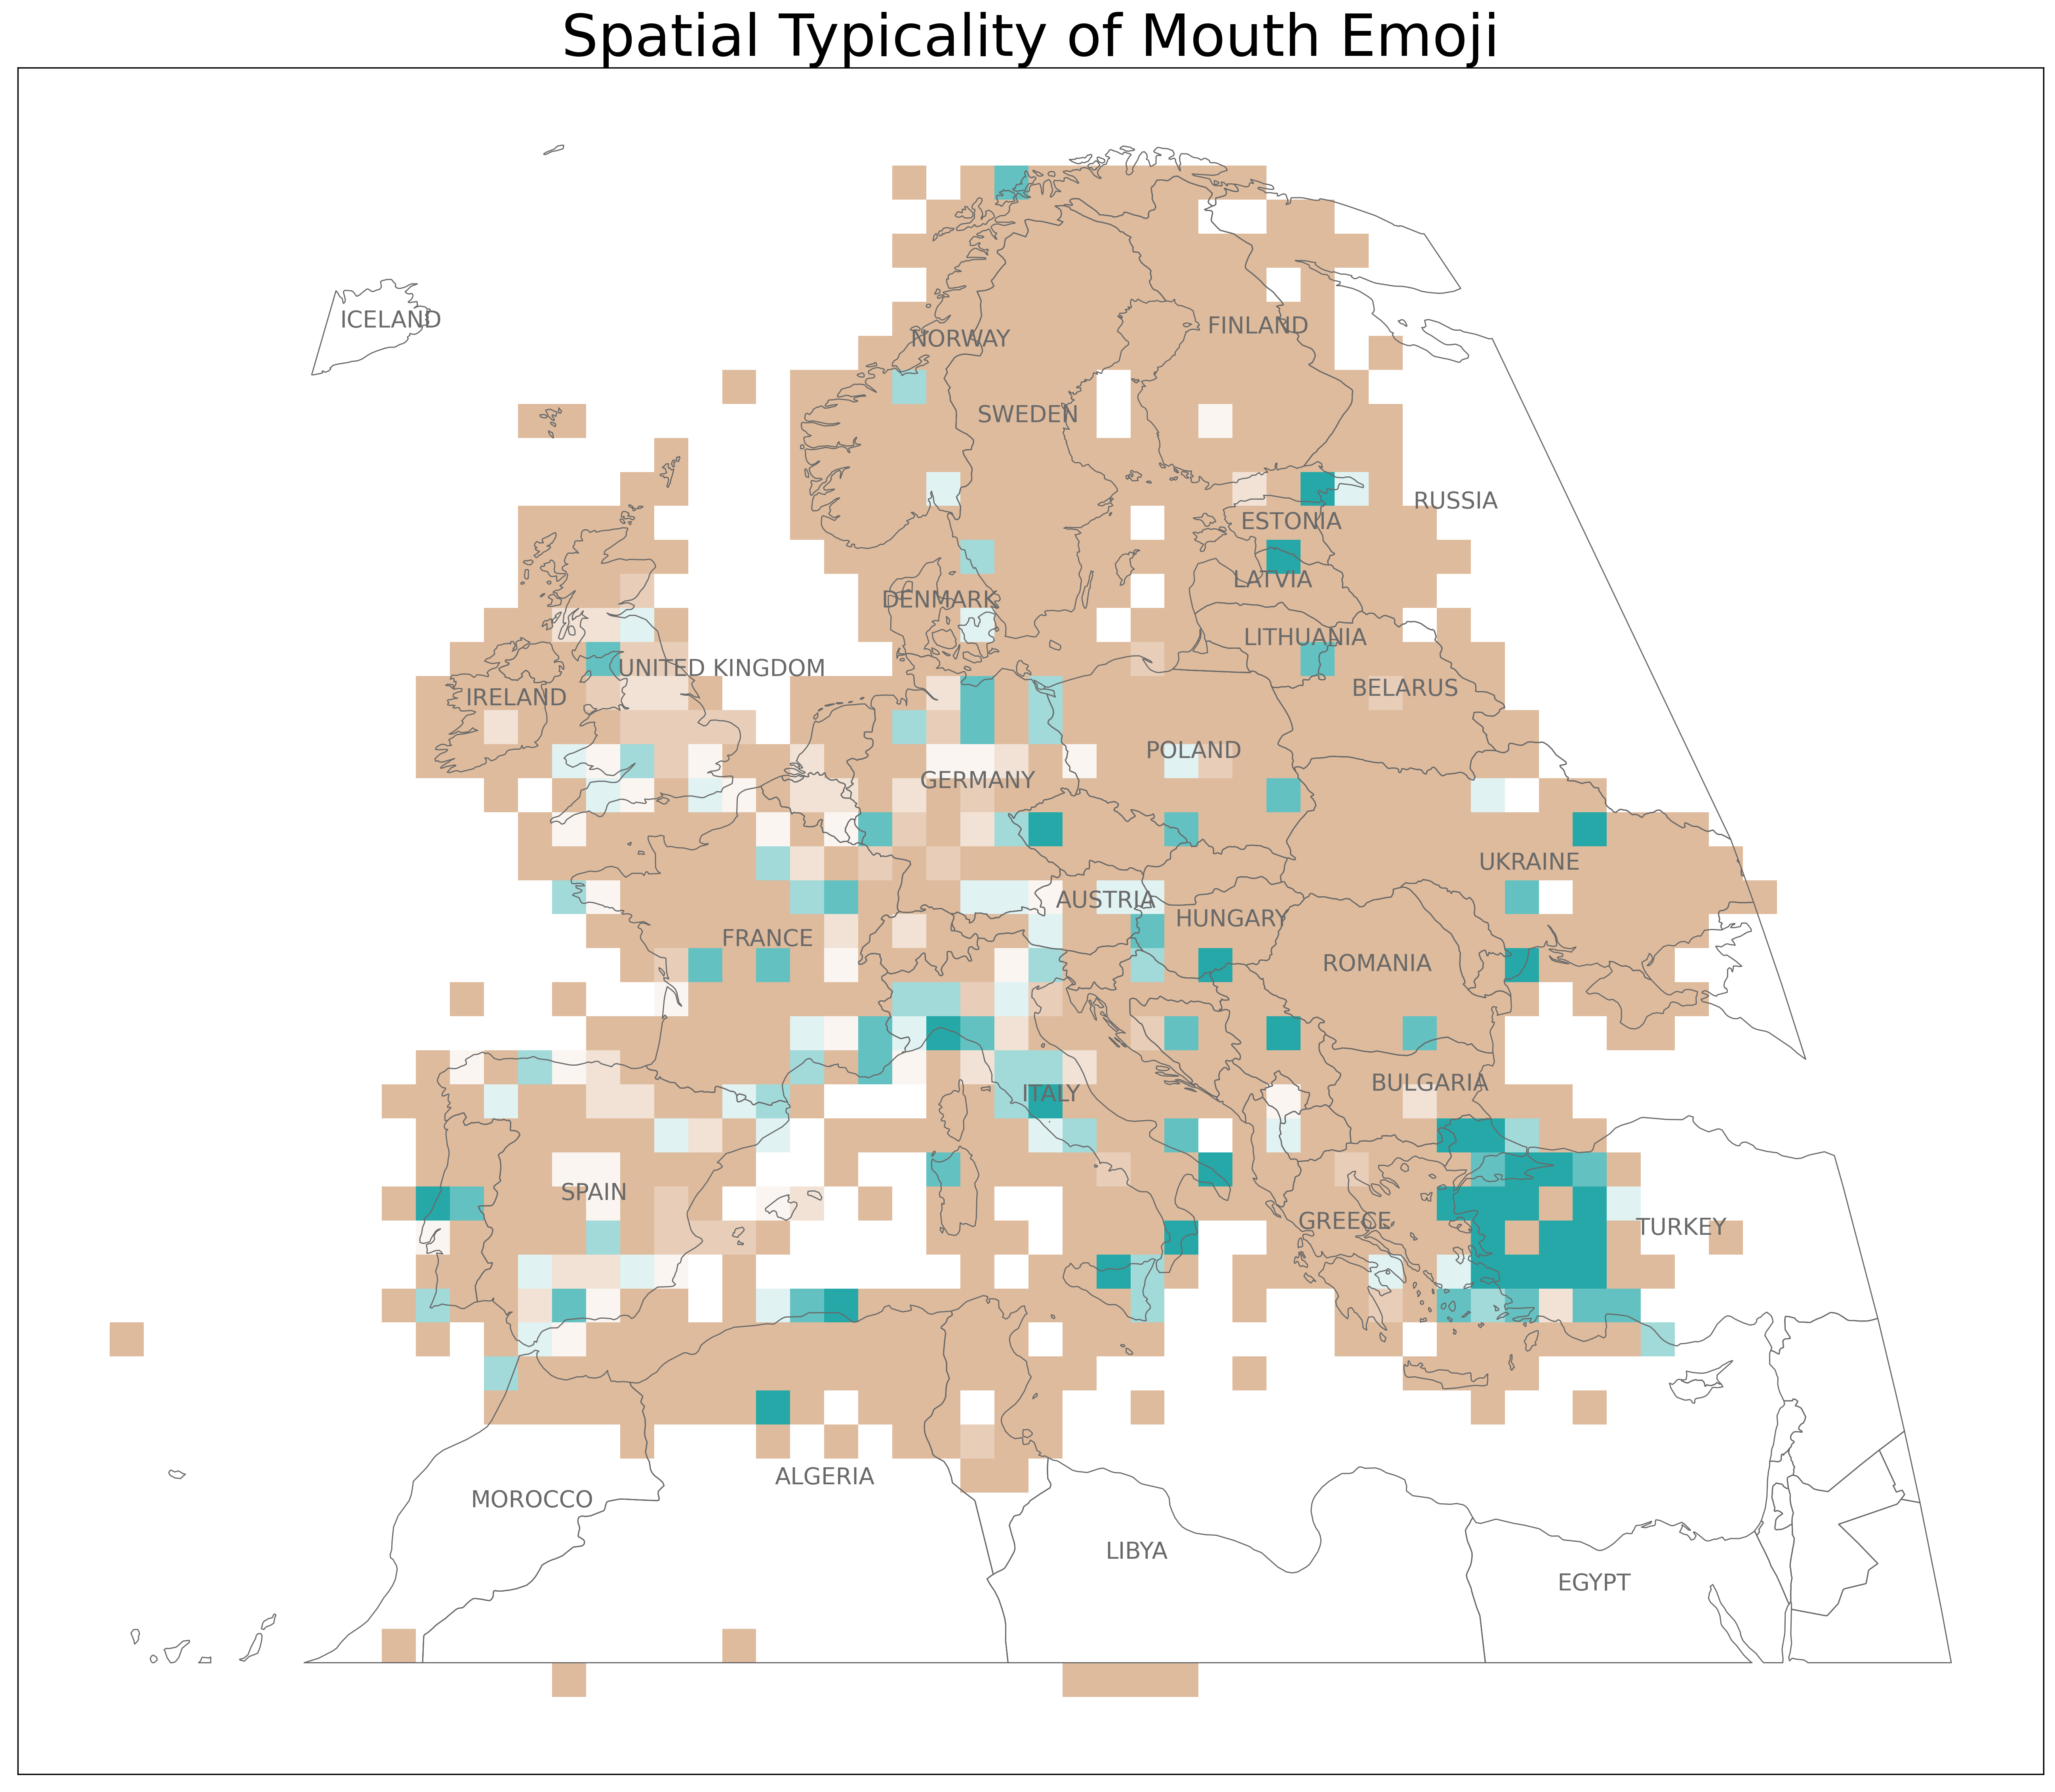 Spatial Typicality of Mouth Emoji
ICELAND
FINLAND
NORWAY
SWEDEN
RUSSIA
ESTONIA
LATVIA
DENMARK
LITHUANIA
UNITED KINGDOM
BELARUS
IRELAND
POLAND
GERMANY
UKRAINE
AUSTRIA
HUNGARY
FRANCE
ROMANIA
BULGARIA
ITALY
SPAIN
GREECE
TURKEY
ALGERIA
MOROCCO
LIBYA
EGYPT